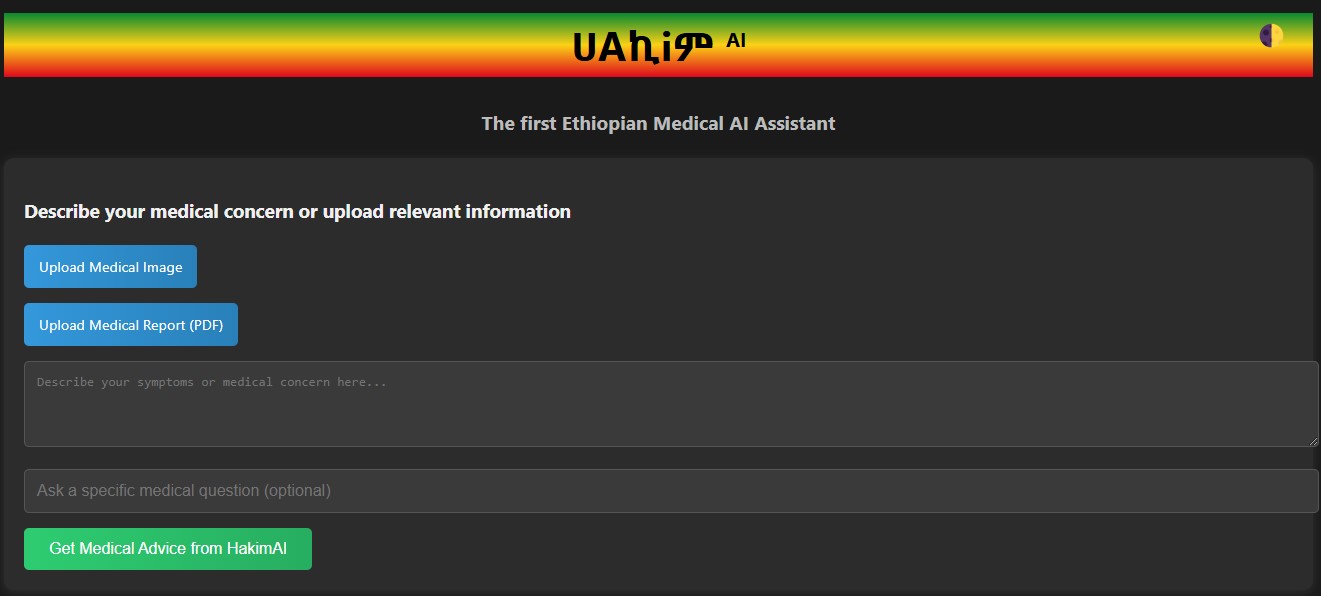 ሀAኪiም AI
The first Ethiopian Medical AI Assistant
Describe your medical concern or upload relevant information
Upload Medical Image
Upload Medical Report (PDF)
Describe your symptoms or medical concern here...
Ask a specific medical question (optional)
Get Medical Advice from HakimAI